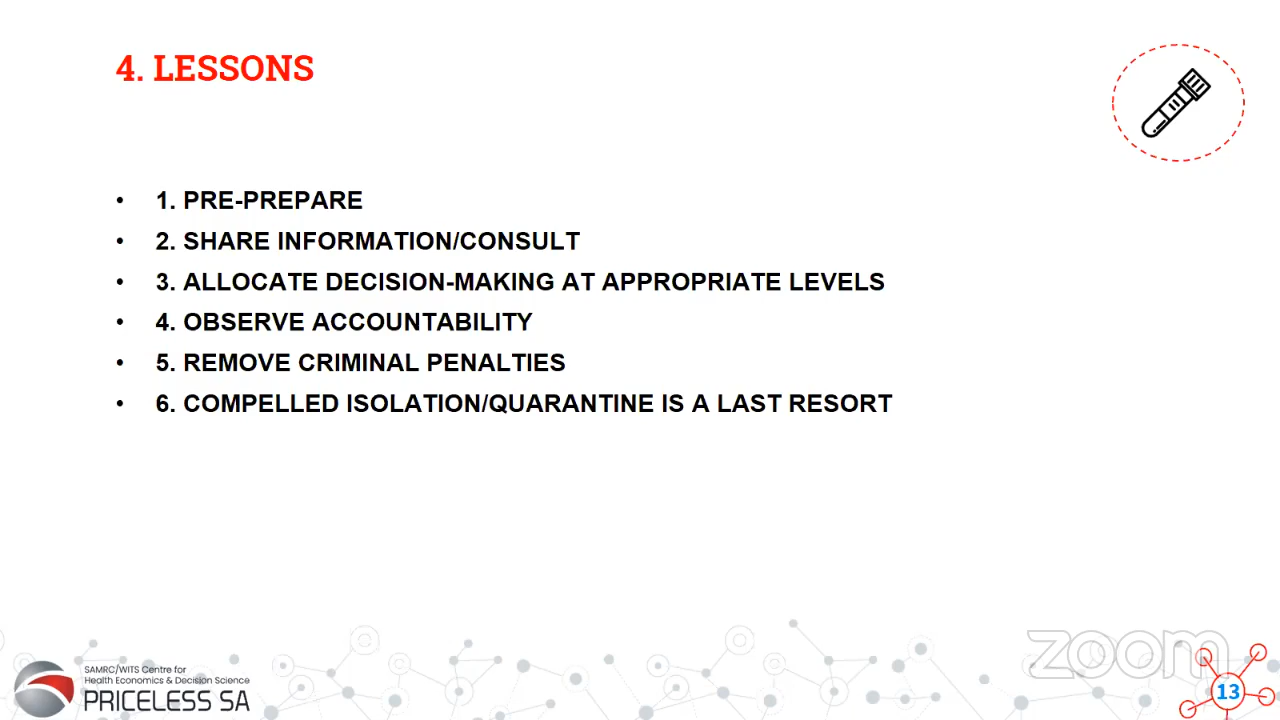 4. LESSONS
• 1. PRE-PREPARE
• 2. SHARE INFORMATION/CONSULT
• 3. ALLOCATE DECISION-MAKING AT APPROPRIATE LEVELS
• 4. OBSERVE ACCOUNTABILITY
• 5. REMOVE CRIMINAL PENALTIES
• 6. COMPELLED ISOLATION/QUARANTINE IS A LAST RESORT
zoom
SAMRC/WITS Centre for
Health Economics & Decision Science
PRICELESS SA
13